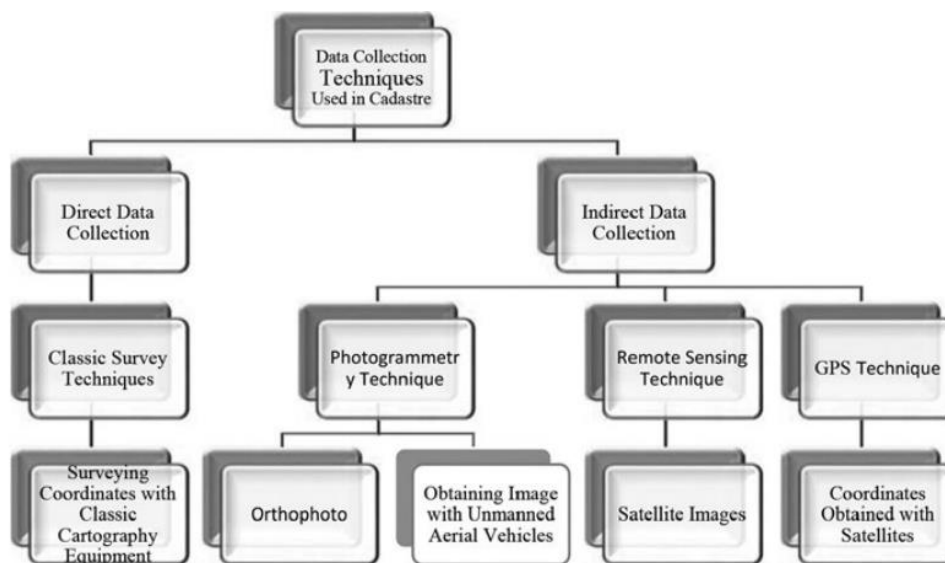 Data Collection
Techniques
Used in Cadastre
Direct Data
Collection
Indirect Data
Collection
Classic Survey
Techniques
Photogrammetr
y Technique
Remote Sensing
Technique
GPS Technique
Surveying
Coordinates with
Classic
Cartography
Equipment
Orthophoto
Obtaining Image
with Unmanned
Aerial Vehicles
Satellite Images
Coordinates
Obtained with
Satellites